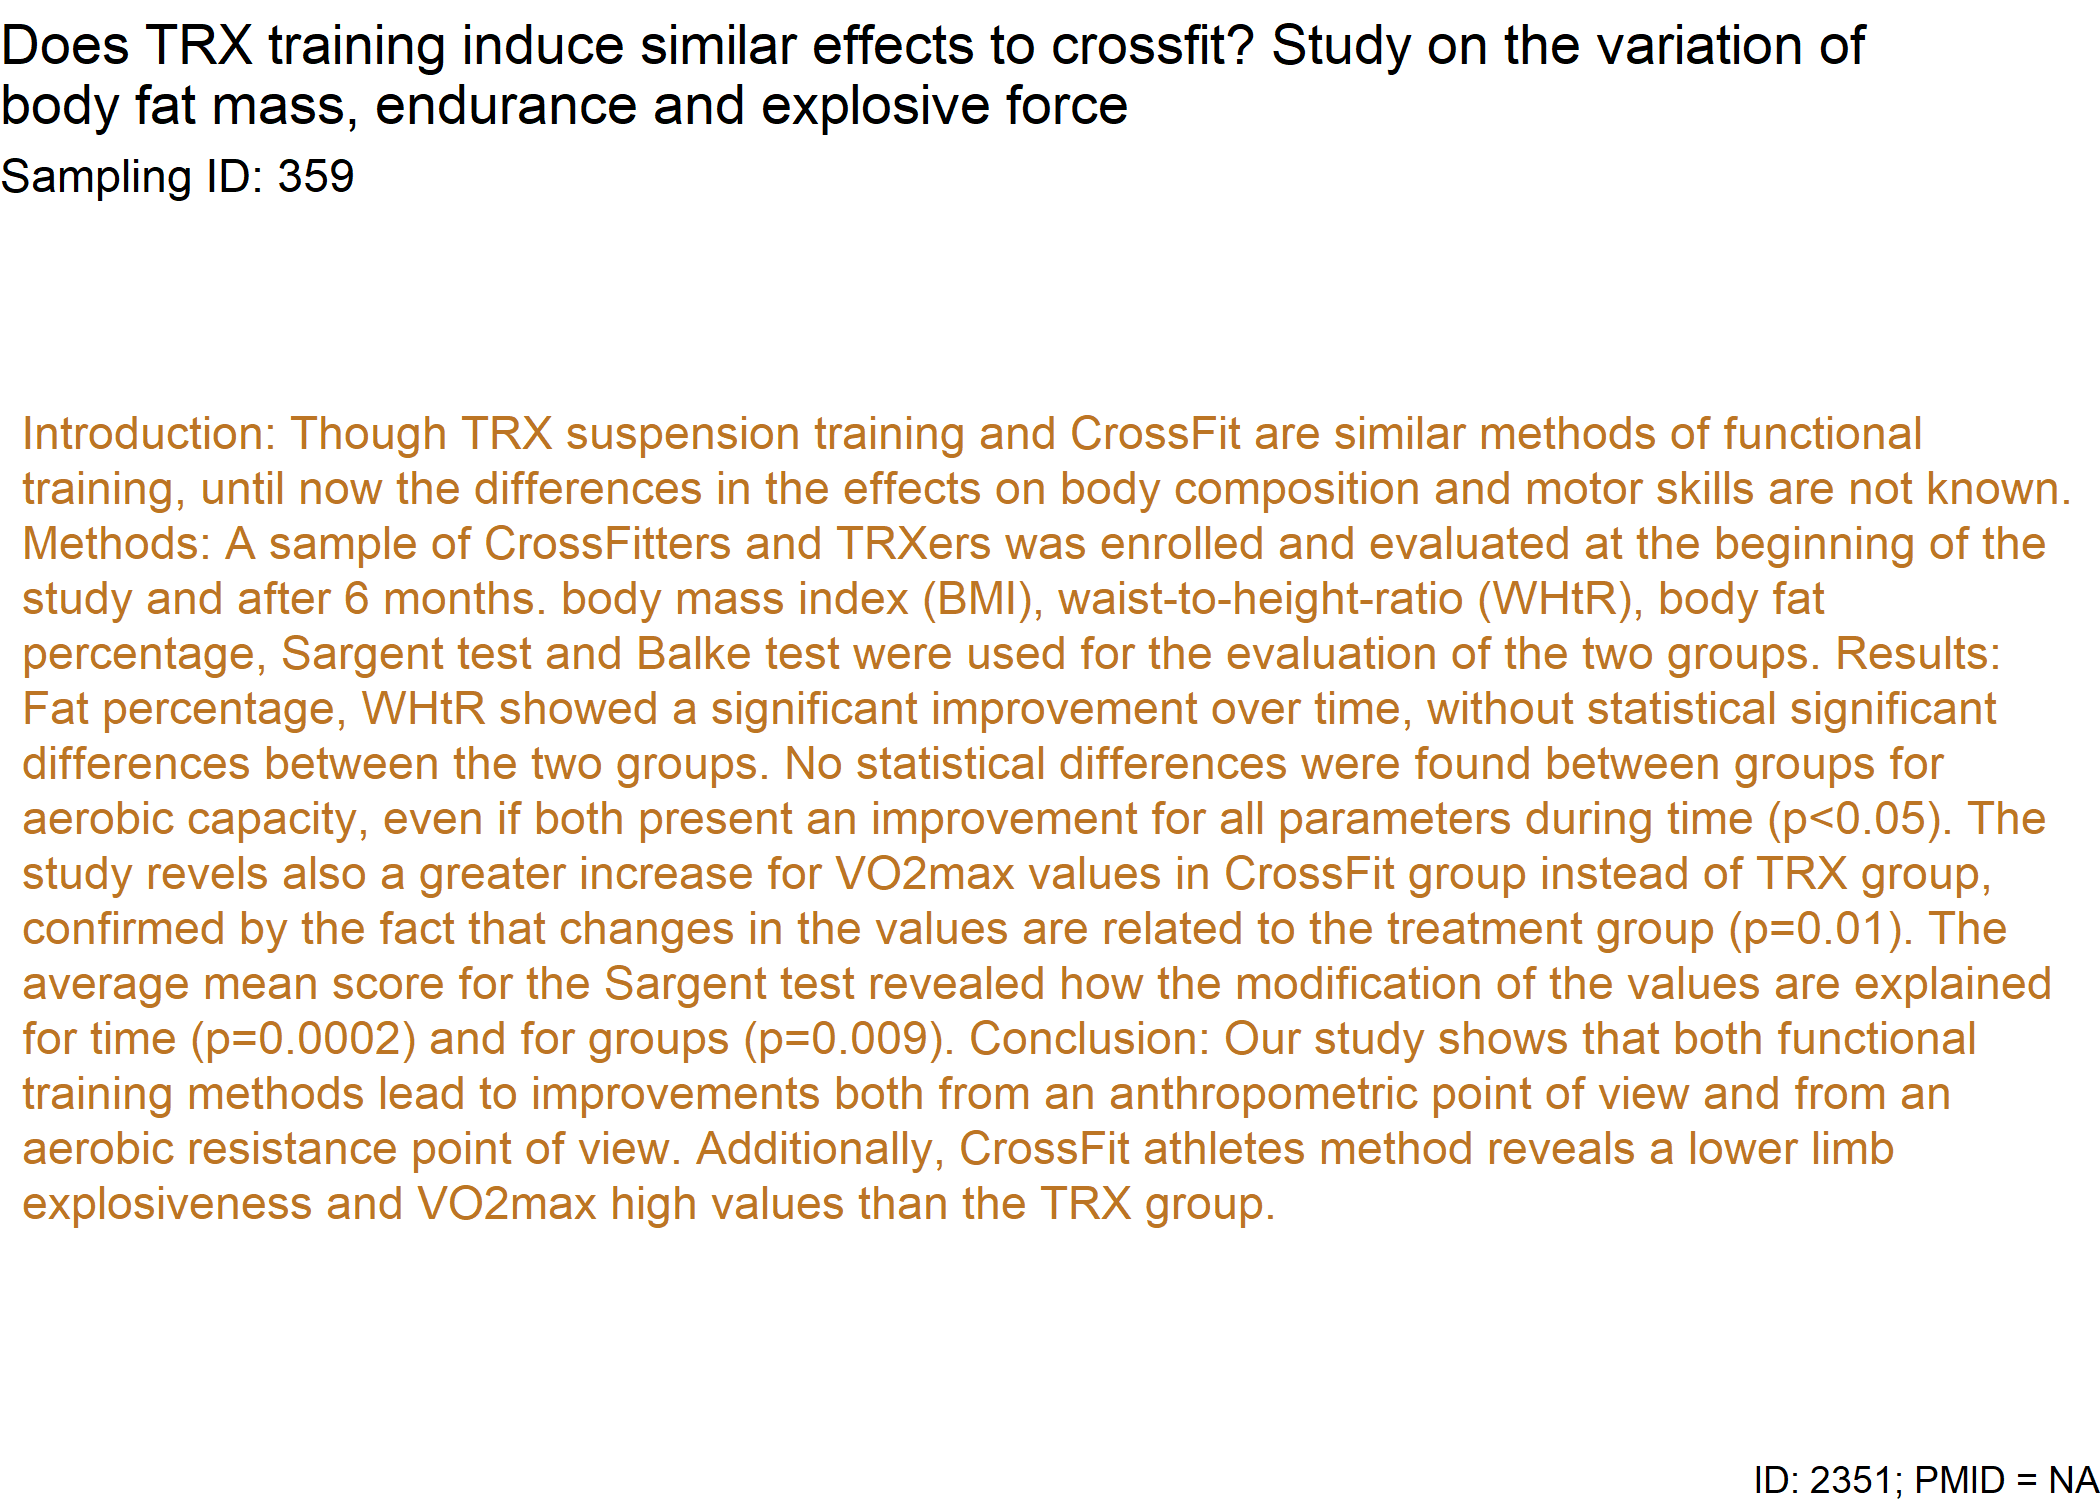 Does TRX training induce similar effects to crossfit? Study on the variation of
body fat mass, endurance and explosive force
Sampling ID: 359
Introduction: Though TRX suspension training and CrossFit are similar methods of functional
training, until now the differences in the effects on body composition and motor skills are not known.
Methods: A sample of CrossFitters and TRXers was enrolled and evaluated at the beginning of the
study and after 6 months. body mass index (BMI), waist-to-height-ratio (WHtR), body fat
percentage, Sargent test and Balke test were used for the evaluation of the two groups. Results:
Fat percentage, WHtR showed a significant improvement over time, without statistical significant
differences between the two groups. No statistical differences were found between groups for
aerobic capacity, even if both present an improvement for all parameters during time (p<0.05). The
study revels also a greater increase for VO2max values in CrossFit group instead of TRX group,
confirmed by the fact that changes in the values are related to the treatment group (p=0.01). The
average mean score for the Sargent test revealed how the modification of the values are explained
for time (p=0.0002) and for groups (p=0.009). Conclusion: Our study shows that both functional
training methods lead to improvements both from an anthropometric point of view and from an
aerobic resistance point of view. Additionally, CrossFit athletes method reveals a lower limb
explosiveness and VO2max high values than the TRX group.
ID: 2351; PMID = NA